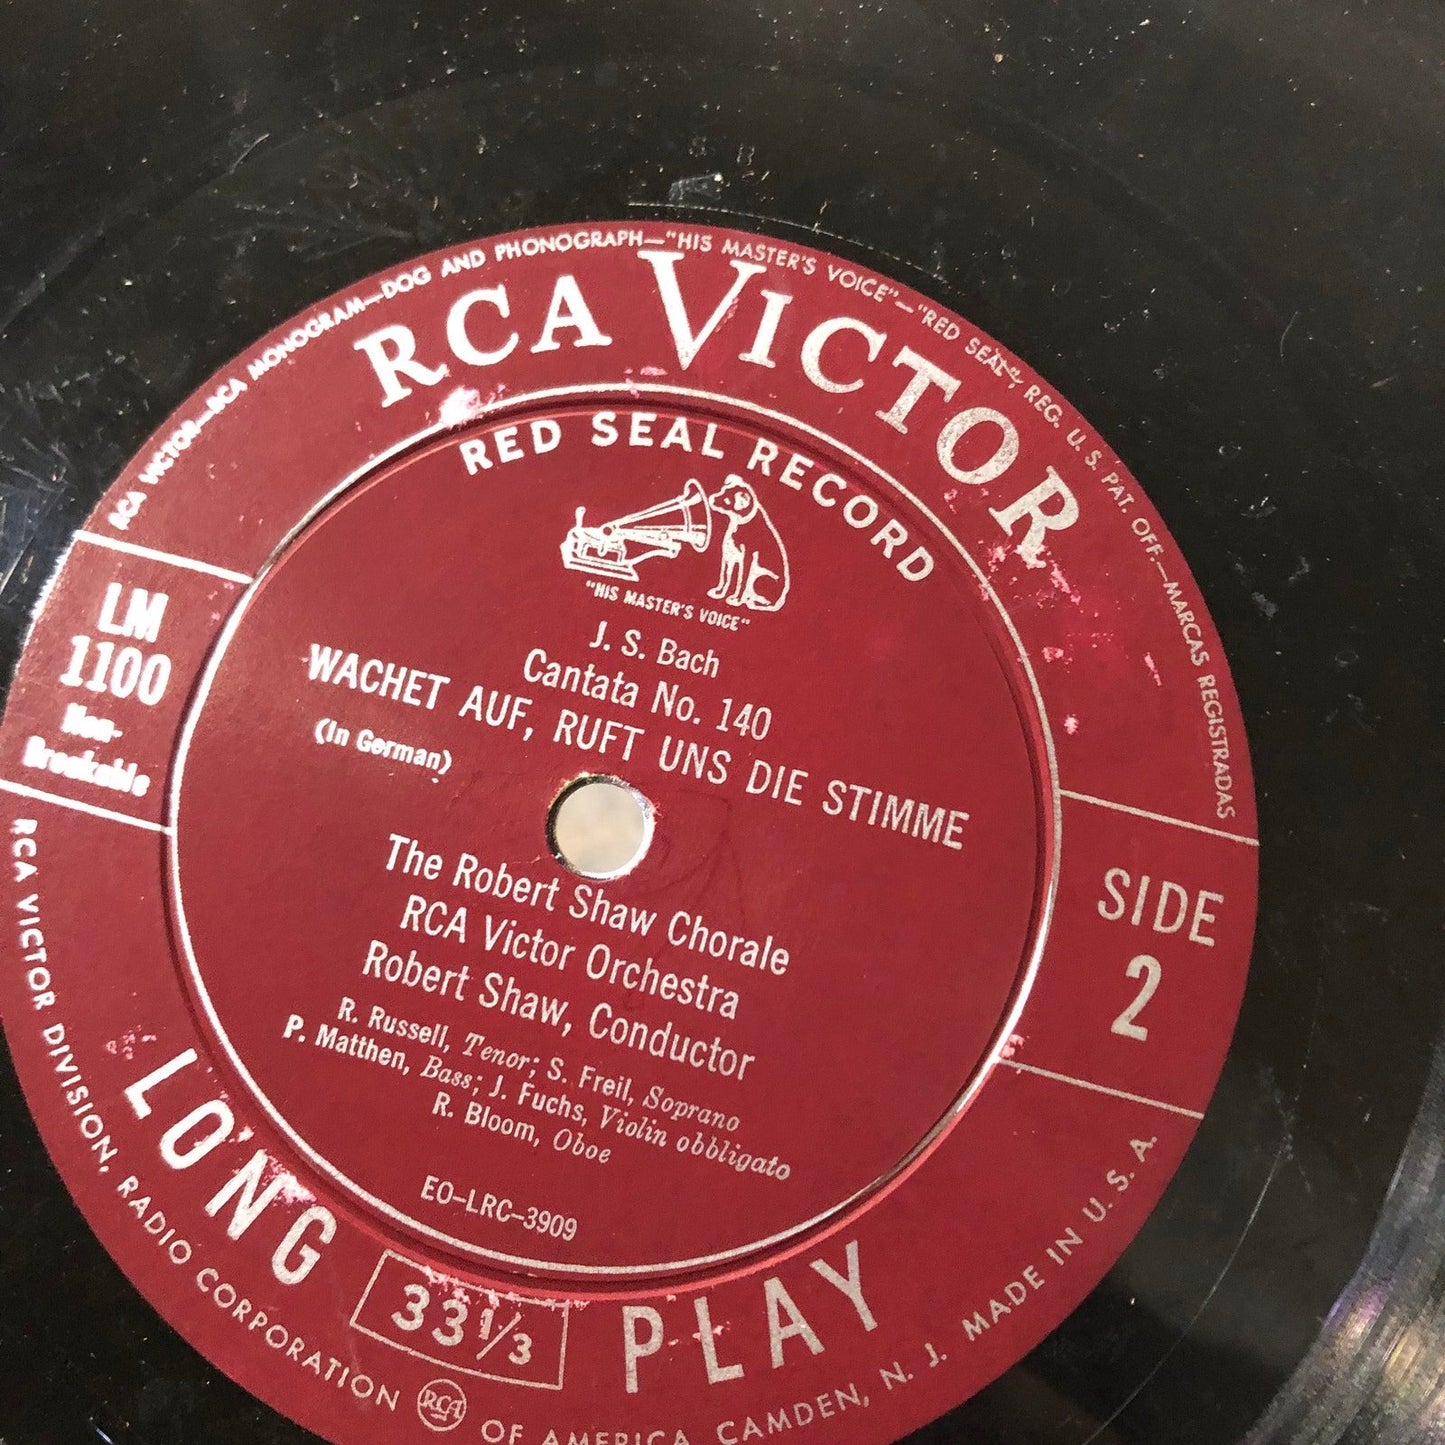 RCA VICTOR—RCA MONOGRAM—DOG AND PHONOGRAPH—"HIS MASTER'S VOICE"—"RED SEAL", REG. U. S. PAT. OFF.—MARCAS REGISTRADAS
RCA VICTOR
RED SEAL RECORD
"HIS MASTER'S VOICE"
LM
1100
Non-
Breakable
J. S. Bach
Cantata No. 140
WACHET AUF, RUFT UNS DIE STIMME
(In German)
SIDE
2
The Robert Shaw Chorale
RCA Victor Orchestra
Robert Shaw, Conductor
R. Russell, Tenor; S. Freil, Soprano
P. Matthen, Bass; J. Fuchs, Violin obbligato
R. Bloom, Oboe
EO-LRC-3909
LONG 33 1/3 PLAY
RCA VICTOR DIVISION, RADIO CORPORATION RCA OF AMERICA CAMDEN, N. J. MADE IN U. S. A.